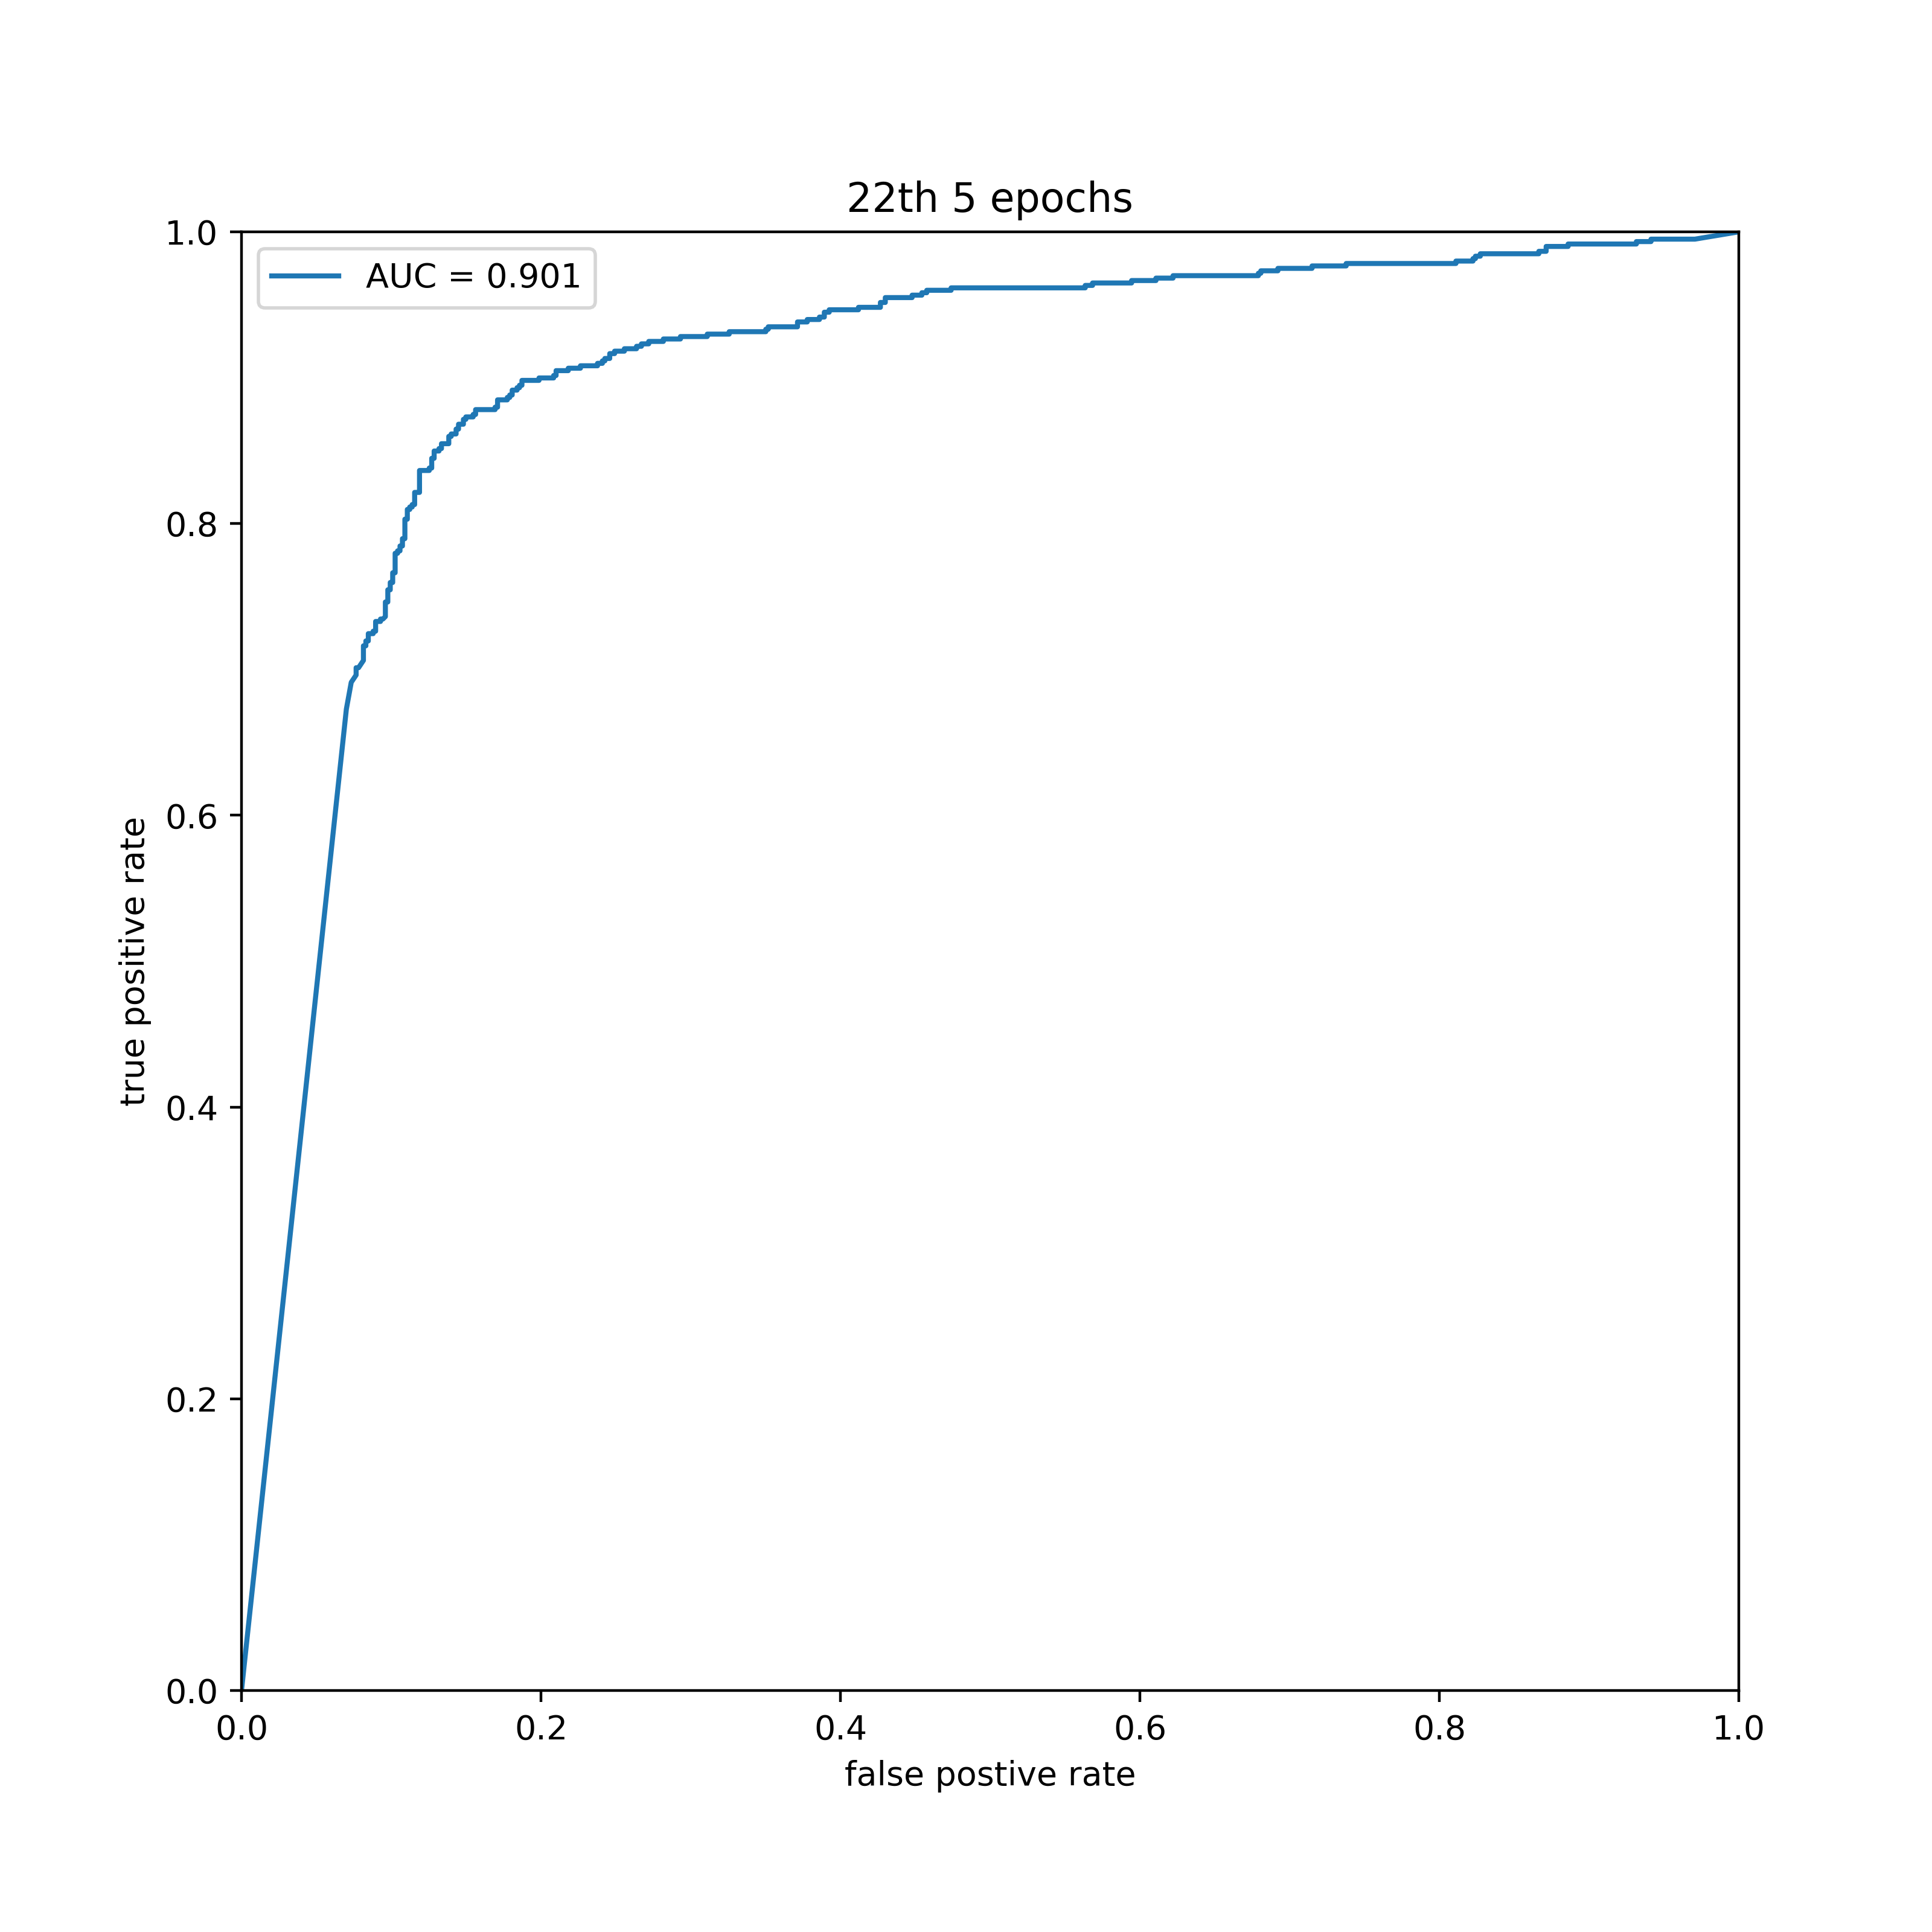 22th 5 epochs
AUC = 0.901
1.0
0.8
0.6
0.4
0.2
0.0
true positive rate
0.0 0.2 0.4 0.6 0.8 1.0
false postive rate